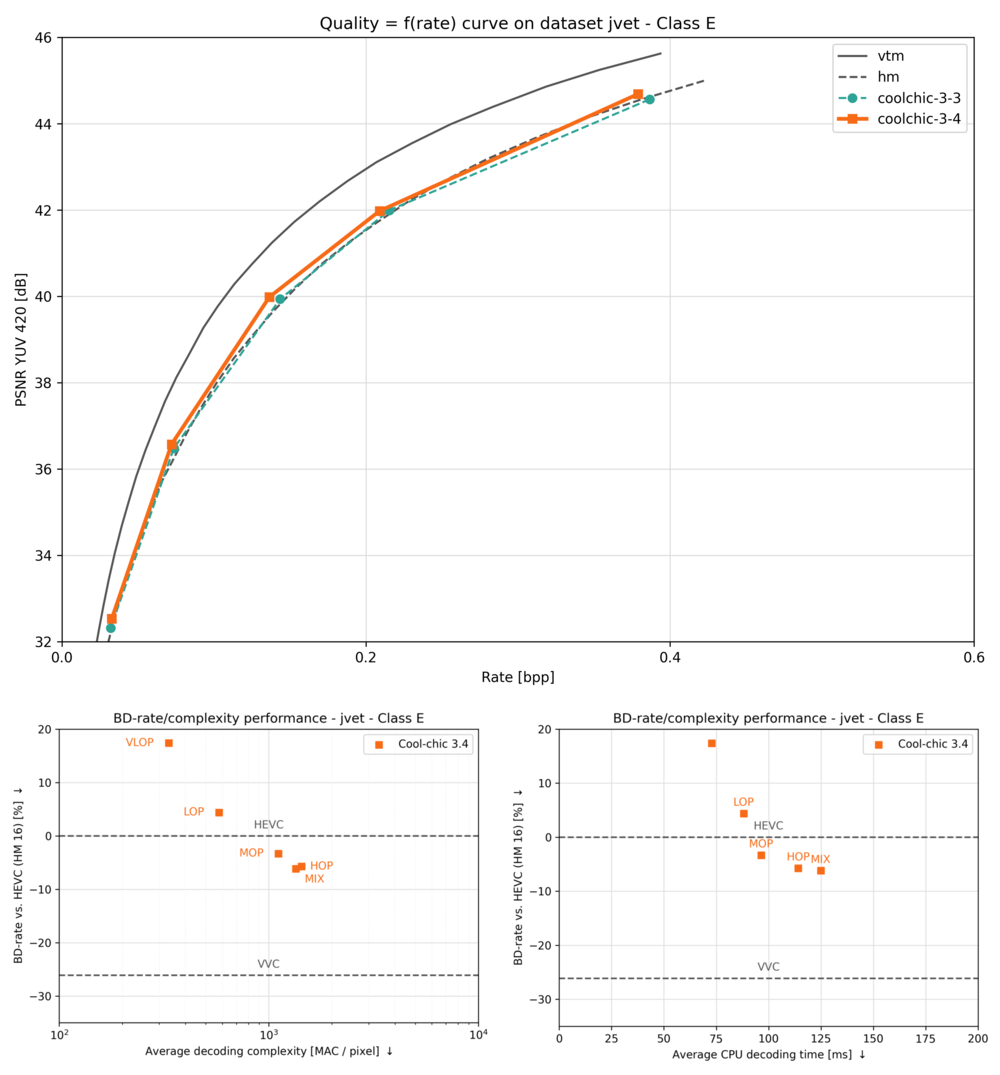 Quality = f(rate) curve on dataset jvet - Class E
46
44
42
40
38
36
34
32
PSNR YUV 420 [dB]
vtm
hm
coolchic-3-3
coolchic-3-4
0.0
0.2
0.4
0.6
Rate [bpp]
BD-rate/complexity performance - jvet - Class E
20
10
0
−10
−20
−30
BD-rate vs. HEVC (HM 16) [%] ↓
Cool-chic 3.4
VLOP
LOP
HEVC
MOP
HOP
MIX
VVC
10²
10³
10⁴
Average decoding complexity [MAC / pixel] ↓
BD-rate/complexity performance - jvet - Class E
20
10
0
−10
−20
−30
BD-rate vs. HEVC (HM 16) [%] ↓
Cool-chic 3.4
LOP
HEVC
MOP
HOP
MIX
VVC
0
25
50
75
100
125
150
175
200
Average CPU decoding time [ms] ↓